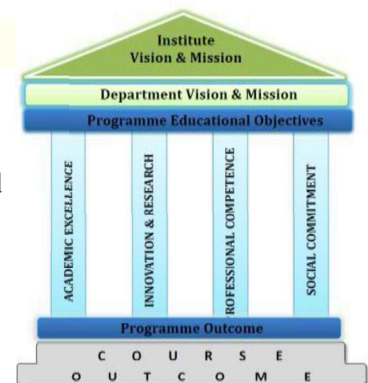 Institute
Vision & Mission
Department Vision & Mission
Programme Educational Objectives
ACADEMIC EXCELLENCE
INNOVATION & RESEARCH
ROFESSIONAL COMPETENCE
SOCIAL COMMITMENT
Programme Outcome
C O U R S E
O U T C O M E